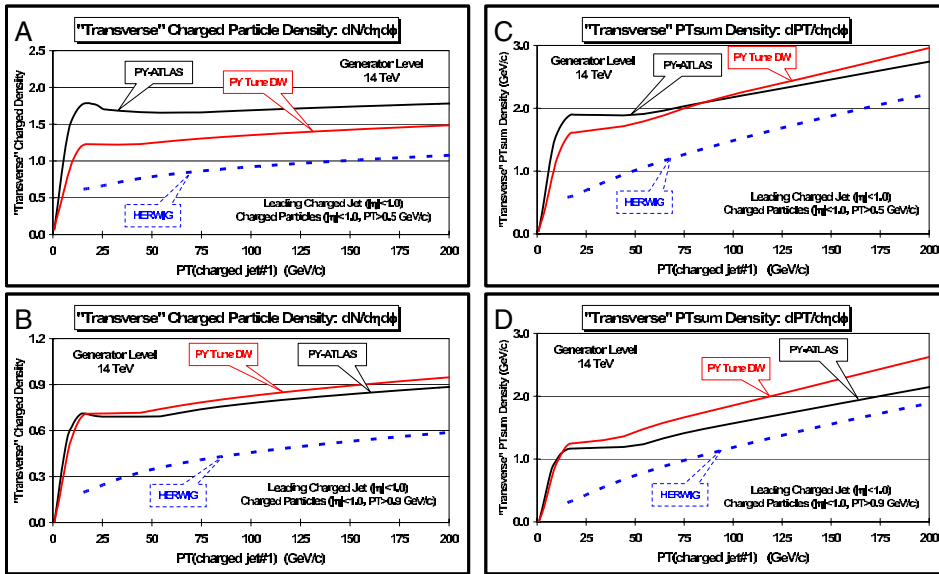 A
"Transverse" Charged Particle Density: dN/dηdϕ
2.5
2.0
1.5
1.0
0.5
0.0
"Transverse" Charged Density
PY-ATLAS
PY Tune DW
Generator Level
14 TeV
HERWIG
Leading Charged Jet (|η|<1.0)
Charged Particles (|η|<1.0, PT>0.5 GeV/c)
0 25 50 75 100 125 150 175 200
PT(charged jet#1) (GeV/c)
B
"Transverse" Charged Particle Density: dN/dηdϕ
1.2
0.9
0.6
0.3
0.0
"Transverse" Charged Density
Generator Level
14 TeV
PY Tune DW
PY-ATLAS
HERWIG
Leading Charged Jet (|η|<1.0)
Charged Particles (|η|<1.0, PT>0.9 GeV/c)
0 25 50 75 100 125 150 175 200
PT(charged jet#1) (GeV/c)
C
"Transverse" PTsum Density: dPT/dηdϕ
3.0
2.0
1.0
0.0
"Transverse" PTsum Density (GeV/c)
Generator Level
14 TeV
PY-ATLAS
PY Tune DW
HERWIG
Leading Charged Jet (|η|<1.0)
Charged Particles (|η|<1.0, PT>0.5 GeV/c)
0 25 50 75 100 125 150 175 200
PT(charged jet#1) (GeV/c)
D
"Transverse" PTsum Density: dPT/dηdϕ
3.0
2.0
1.0
0.0
"Transverse" PTsum Density (GeV/c)
Generator Level
14 TeV
PY Tune DW
PY-ATLAS
HERWIG
Leading Charged Jet (|η|<1.0)
Charged Particles (|η|<1.0, PT>0.9 GeV/c)
0 25 50 75 100 125 150 175 200
PT(charged jet#1) (GeV/c)